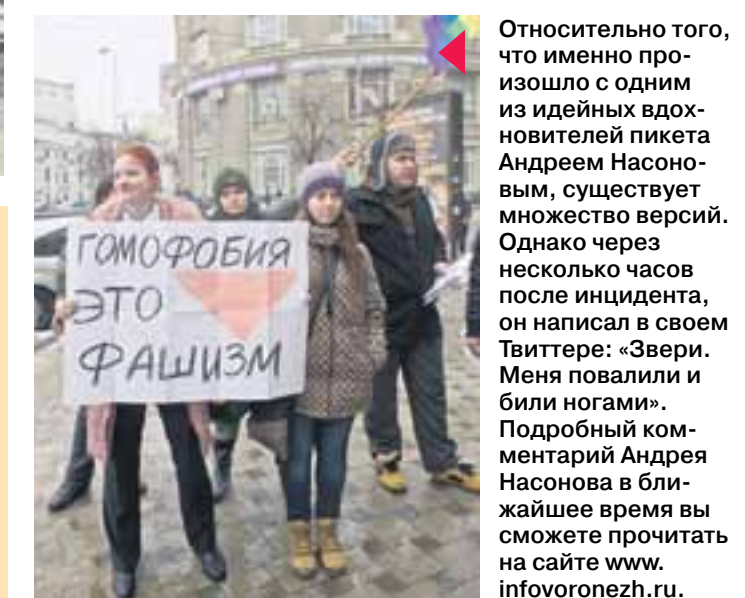 ГОМОФОБИЯ
ЭТО
ФАШИЗМ
Относительно того,
что именно про-
изошло с одним
из идейных вдох-
новителей пикета
Андреем Насоно-
вым, существует
множество версий.
Однако через
несколько часов
после инцидента,
он написал в своем
Твиттере: «Звери.
Меня повалили и
били ногами».
Подробный ком-
ментарий Андрея
Насонова в бли-
жайшее время вы
сможете прочитать
на сайте www.
infovoronezh.ru.